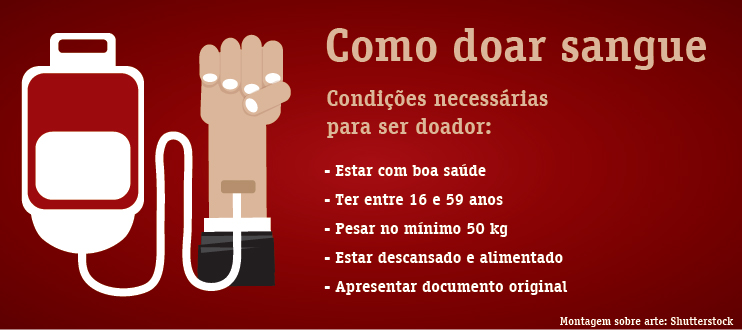 Como doar sangue
Condições necessárias
para ser doador:
- Estar com boa saúde
- Ter entre 16 e 59 anos
- Pesar no mínimo 50 kg
- Estar descansado e alimentado
- Apresentar documento original
Montagem sobre arte: Shutterstock